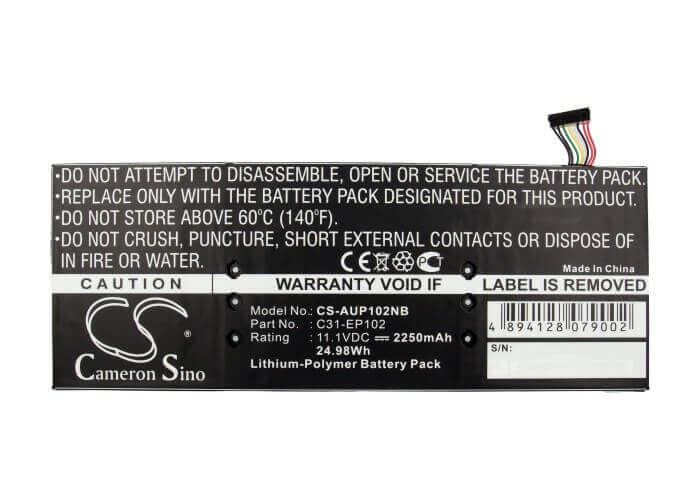 •DO NOT ATTEMPT TO DISASSEMBLE, OPEN OR SERVICE THE BATTERY PACK.
•REPLACE ONLY WITH THE BATTERY PACK DESIGNATED FOR THIS PRODUCT.
•DO NOT STORE ABOVE 60°C (140°F).
•DO NOT CRUSH, PUNCTURE, SHORT EXTERNAL CONTACTS OR DISPOSE OF
IN FIRE OR WATER.
CE
Made In China
CAUTION WARRANTY VOID IF LABEL IS REMOVED
CS
Cameron Sino
Model No.: CS-AUP102NB
Part No.: C31-EP102
Rating: 11.1VDC ⎓ 2250mAh
24.98Wh
Lithium-Polymer Battery Pack
4 894128 079002
S/N: